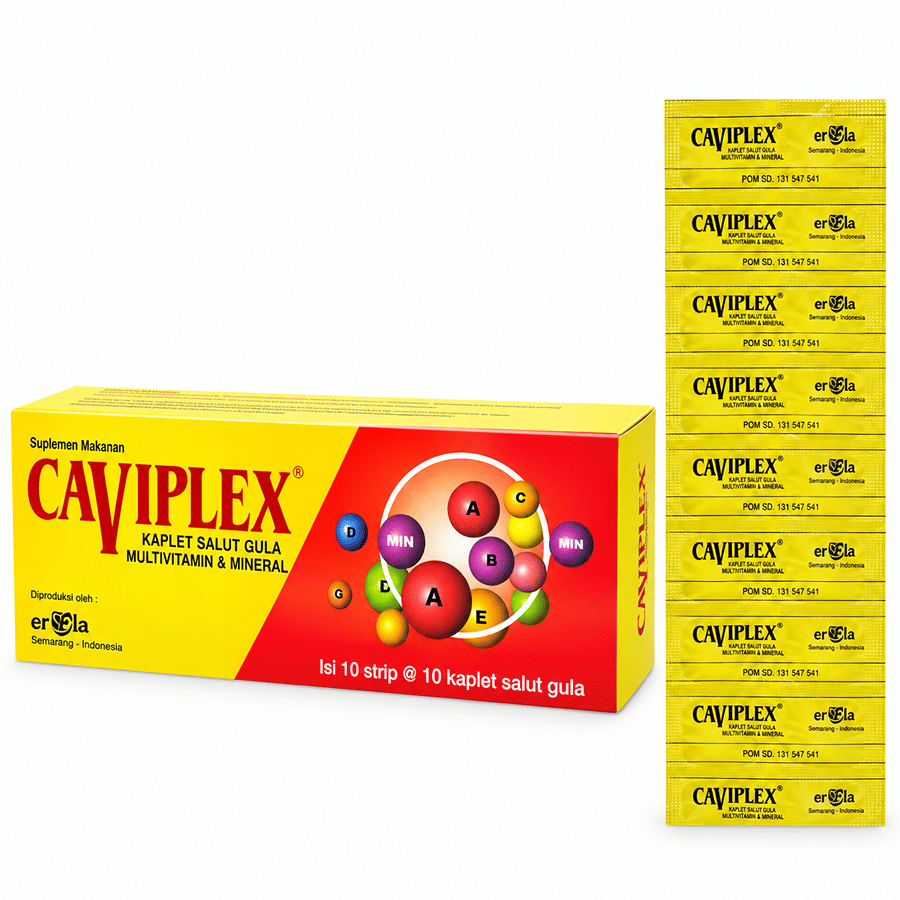 Suplemen Makanan
CAVIPLEX®
KAPLET SALUT GULA
MULTIVITAMIN & MINERAL
Diproduksi oleh :
erela
Semarang - Indonesia
C
A
D
MIN
MIN
B
G
D
A
E
Isi 10 strip @ 10 kaplet salut gula
CAVIPLEX
CAVIPLEX®
KAPLET SALUT GULA
MULTIVITAMIN & MINERAL
erela
Semarang - Indonesia
POM SD. 131 547 541
CAVIPLEX®
KAPLET SALUT GULA
MULTIVITAMIN & MINERAL
erela
Semarang - Indonesia
POM SD. 131 547 541
CAVIPLEX®
KAPLET SALUT GULA
MULTIVITAMIN & MINERAL
erela
Semarang - Indonesia
POM SD. 131 547 541
CAVIPLEX®
KAPLET SALUT GULA
MULTIVITAMIN & MINERAL
erela
Semarang - Indonesia
POM SD. 131 547 541
CAVIPLEX®
KAPLET SALUT GULA
MULTIVITAMIN & MINERAL
erela
Semarang - Indonesia
POM SD. 131 547 541
CAVIPLEX®
KAPLET SALUT GULA
MULTIVITAMIN & MINERAL
erela
Semarang - Indonesia
POM SD. 131 547 541
CAVIPLEX®
KAPLET SALUT GULA
MULTIVITAMIN & MINERAL
erela
Semarang - Indonesia
POM SD. 131 547 541
CAVIPLEX®
KAPLET SALUT GULA
MULTIVITAMIN & MINERAL
erela
Semarang - Indonesia
POM SD. 131 547 541
CAVIPLEX®
KAPLET SALUT GULA
MULTIVITAMIN & MINERAL
erela
Semarang - Indonesia